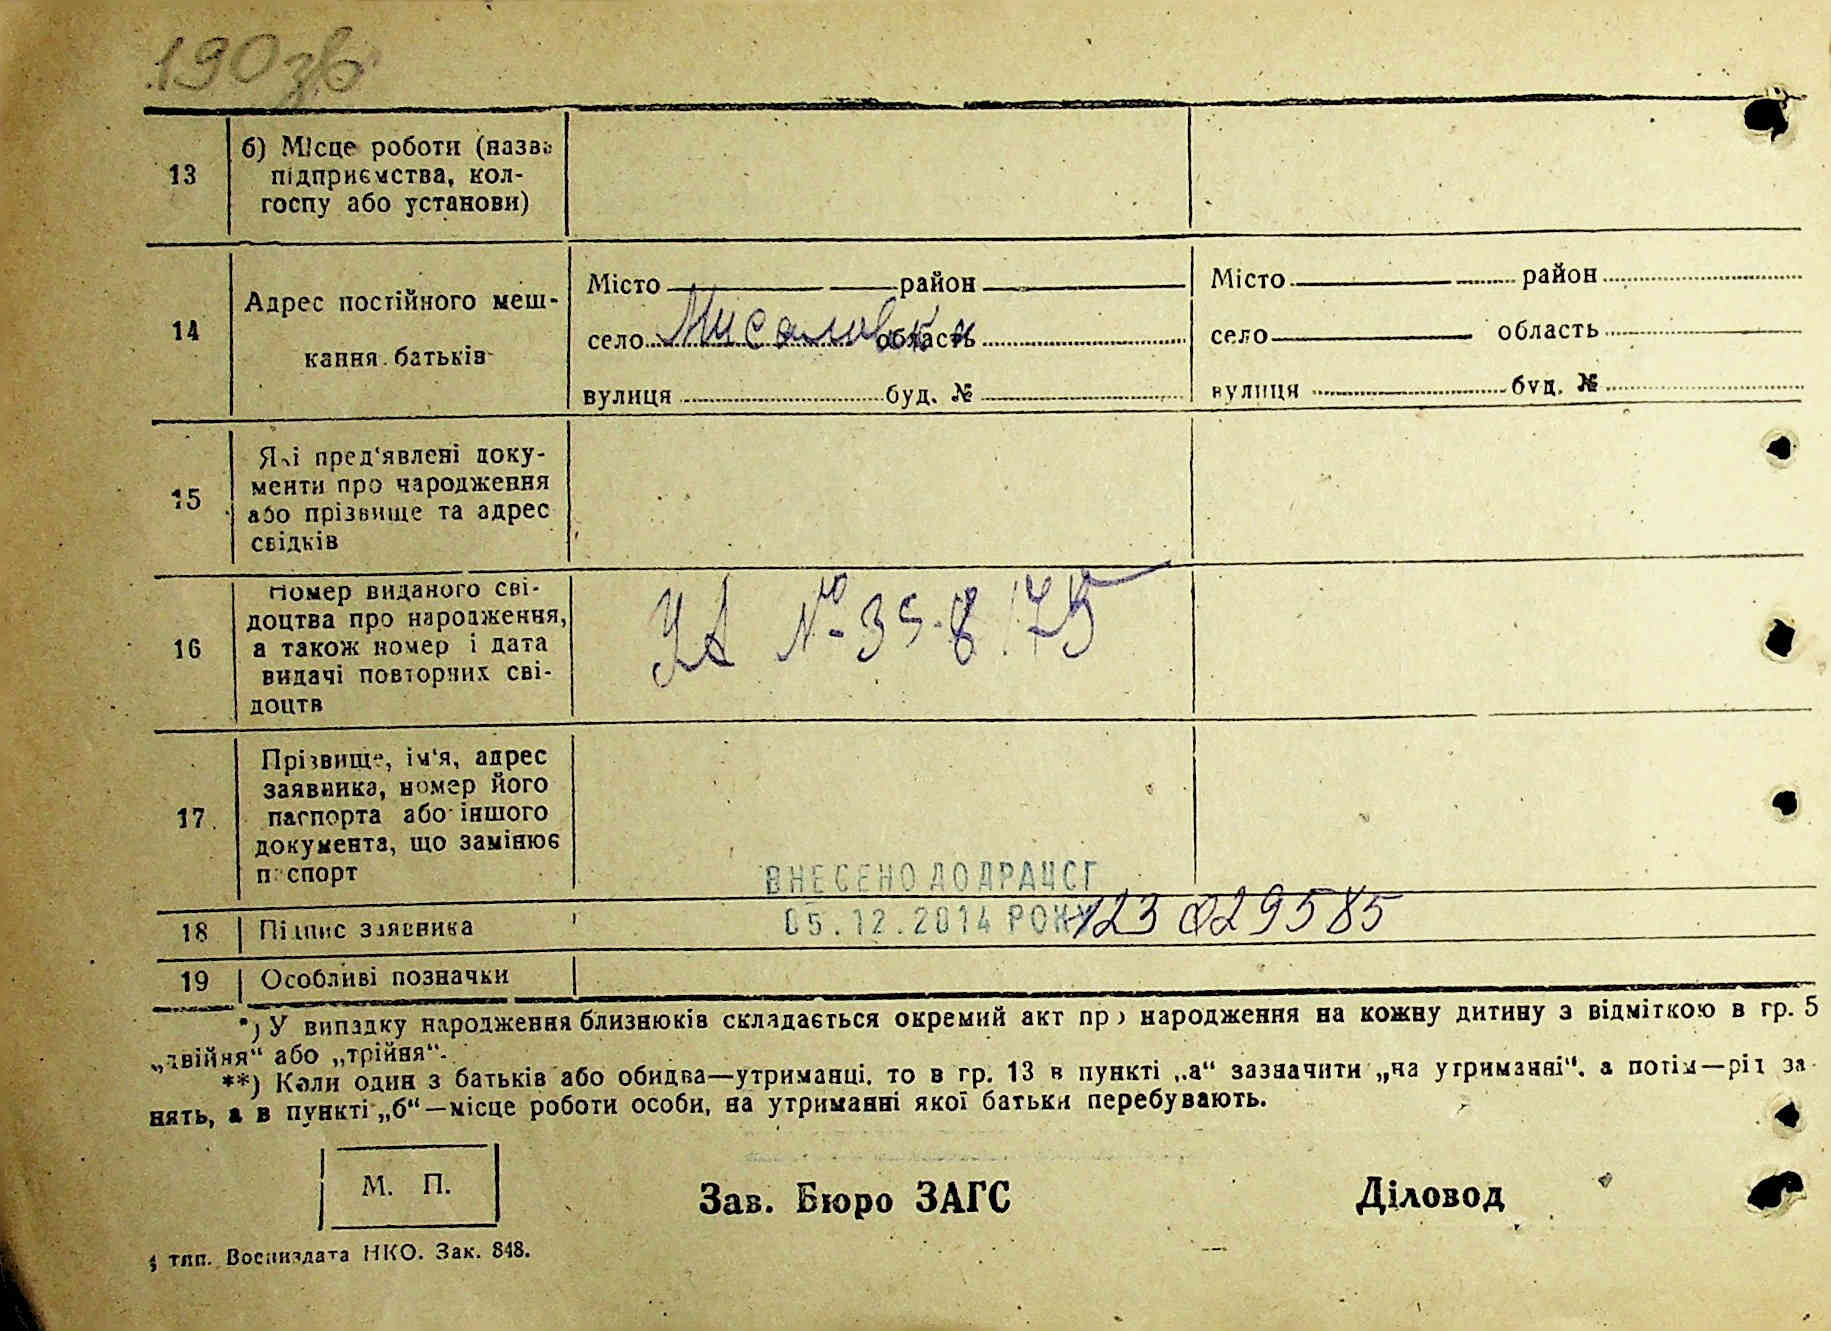 190 зв
13
б) Місце роботи (назва
підприємства, кол-
госпу або установи)
14
Адрес постійного меш-
кання батьків
Місто район
село Мисаловки область
вулиця буд. №
Місто район
село область
вулиця буд. №
15
Які пред'явлені доку-
менти про народження
або прізвище та адрес
свідків
16
Номер виданого сві-
доцтва про народження,
а також номер і дата
видачі повторних сві-
доцтв
УА № 358175
17
Прізвище, ім'я, адрес
заявника, номер його
паспорта або іншого
документа, що замінює
паспорт
ВНЕСЕНО ДО ДРАЦСГ
05.12.2014 РОКУ 123 029585
18 Підпис заявника
19 Особливі позначки
*) У випадку народження близнюків складається окремий акт про народження на кожну дитину з відміткою в гр. 5
„двійня“ або „трійня“.
**) Коли один з батьків або обидва—утриманці, то в гр. 13 в пункті „а“ зазначити „на утриманні“, а потім—рід за-
нять, а в пункті „б“—місце роботи особи, на утриманні якої батьки перебувають.
М. П.
Зав. Бюро ЗАГС
Діловод
тип. Воениздата НКО. Зак. 848.